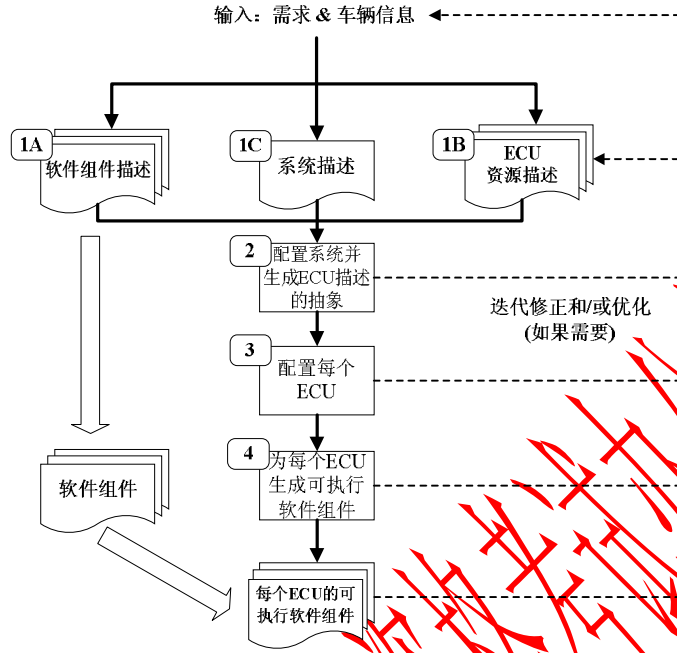 输入：需求 & 车辆信息
1A
软件组件描述
1C
系统描述
1B
ECU
资源描述
2
配置系统并
生成ECU描述
的抽象
迭代修正和/或优化
(如果需要)
3
配置每个
ECU
4
为每个ECU
生成可执行
软件组件
软件组件
每个ECU的可
执行软件组件